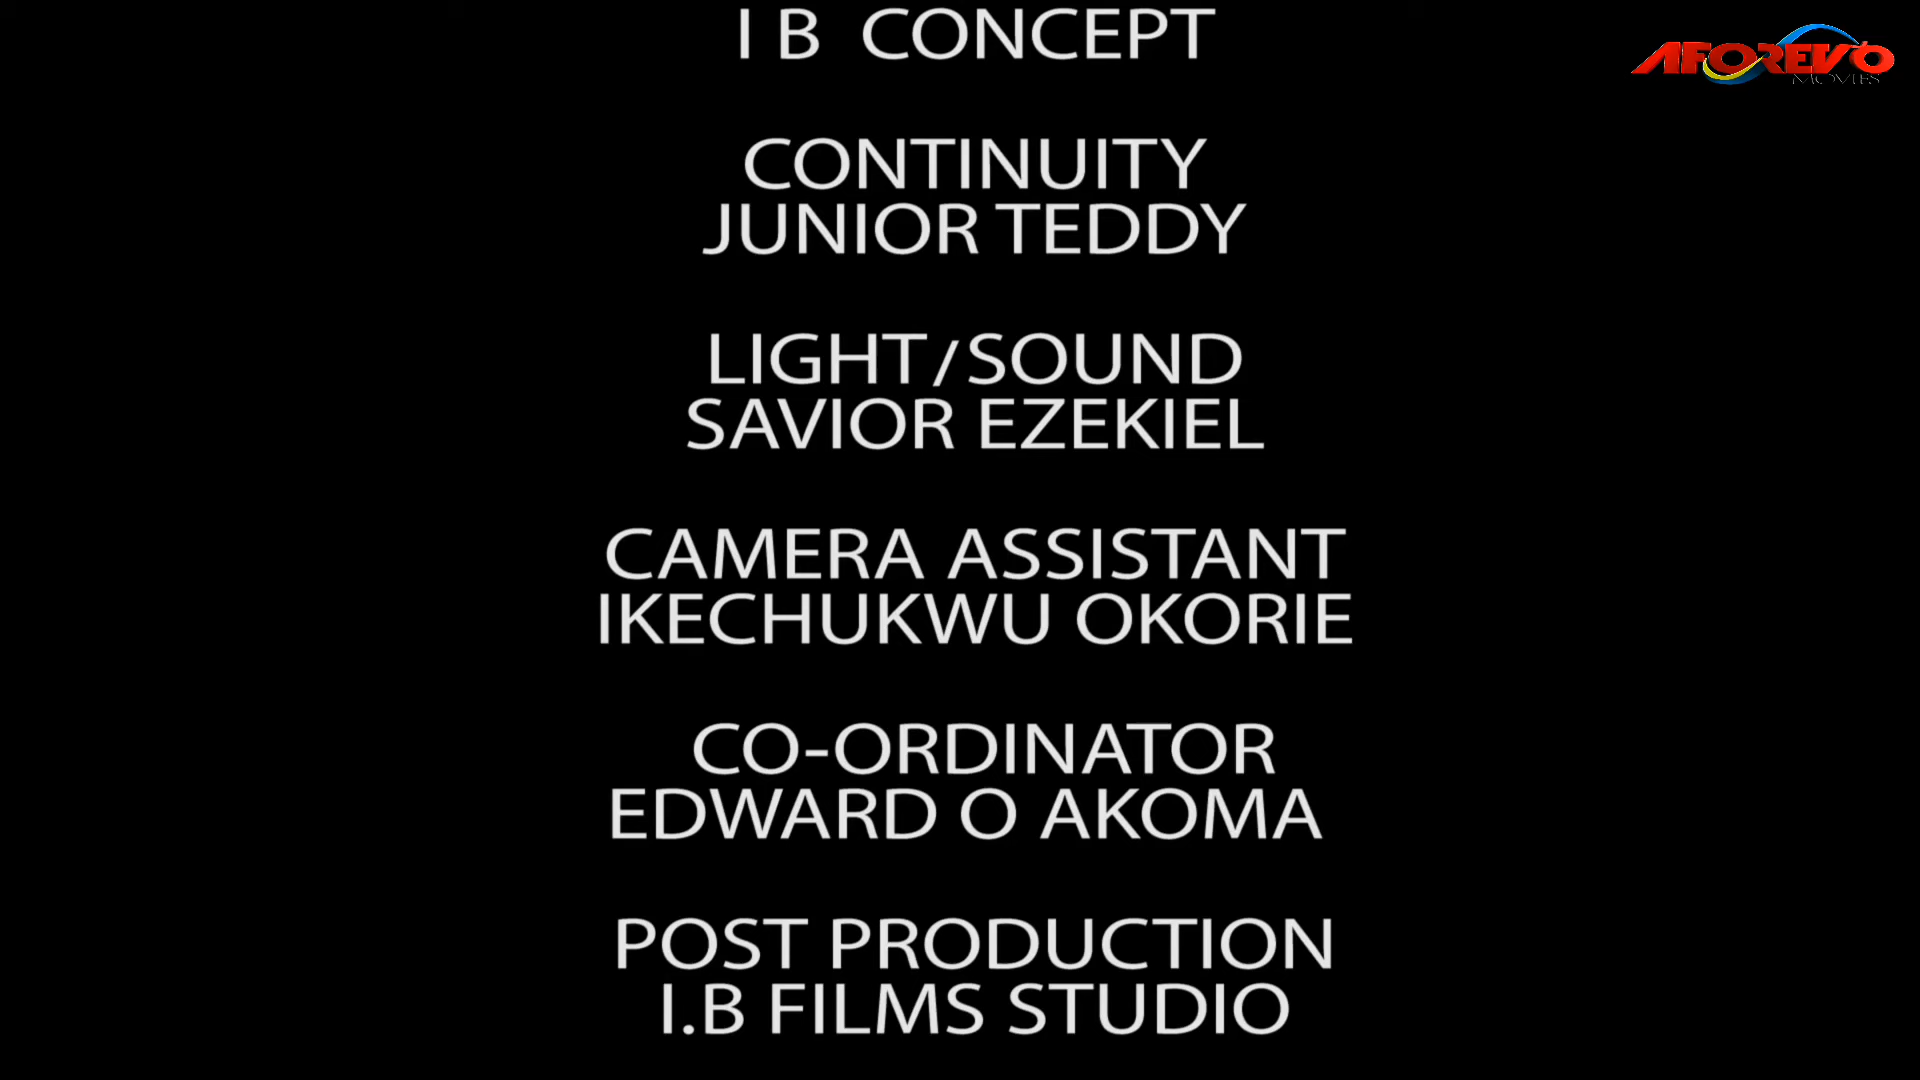 I B CONCEPT
AFOREVO
MOVIES
CONTINUITY
JUNIOR TEDDY
LIGHT/SOUND
SAVIOR EZEKIEL
CAMERA ASSISTANT
IKECHUKWU OKORIE
CO-ORDINATOR
EDWARD O AKOMA
POST PRODUCTION
I.B FILMS STUDIO